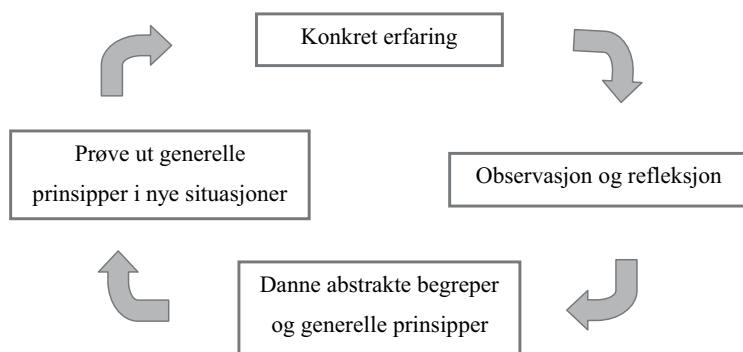 Konkret erfaring
Prøve ut generelle
prinsipper i nye situasjoner
Observasjon og refleksjon
Danne abstrakte begreper
og generelle prinsipper